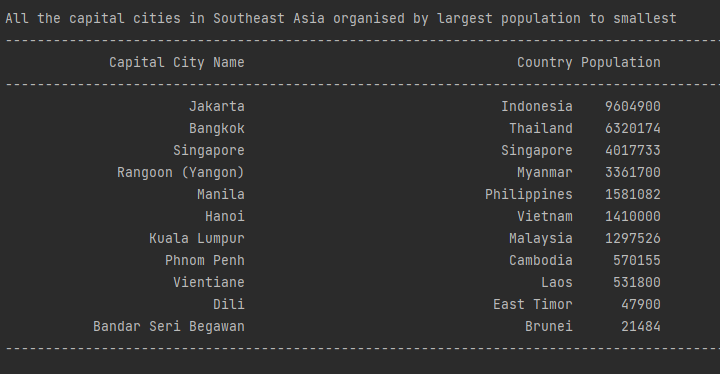 All the capital cities in Southeast Asia organised by largest population to smallest
------------------------------------------------------------------------------------------
Capital City Name Country Population
------------------------------------------------------------------------------------------
Jakarta Indonesia 9604900
Bangkok Thailand 6320174
Singapore Singapore 4017733
Rangoon (Yangon) Myanmar 3361700
Manila Philippines 1581082
Hanoi Vietnam 1410000
Kuala Lumpur Malaysia 1297526
Phnom Penh Cambodia 570155
Vientiane Laos 531800
Dili East Timor 47900
Bandar Seri Begawan Brunei 21484
------------------------------------------------------------------------------------------